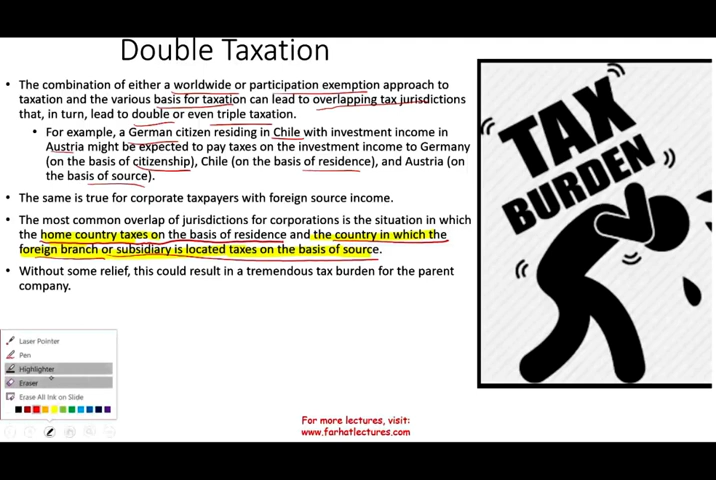 Double Taxation
• The combination of either a worldwide or participation exemption approach to
taxation and the various basis for taxation can lead to overlapping tax jurisdictions
that, in turn, lead to double or even triple taxation.
• For example, a German citizen residing in Chile with investment income in
Austria might be expected to pay taxes on the investment income to Germany
(on the basis of citizenship), Chile (on the basis of residence), and Austria (on
the basis of source).
• The same is true for corporate taxpayers with foreign source income.
• The most common overlap of jurisdictions for corporations is the situation in which
the home country taxes on the basis of residence and the country in which the
foreign branch or subsidiary is located taxes on the basis of source.
• Without some relief, this could result in a tremendous tax burden for the parent
company.
TAX
BURDEN
Laser Pointer
Pen
Highlighter
Eraser
Erase All Ink on Slide
For more lectures, visit:
www.farhatlectures.com